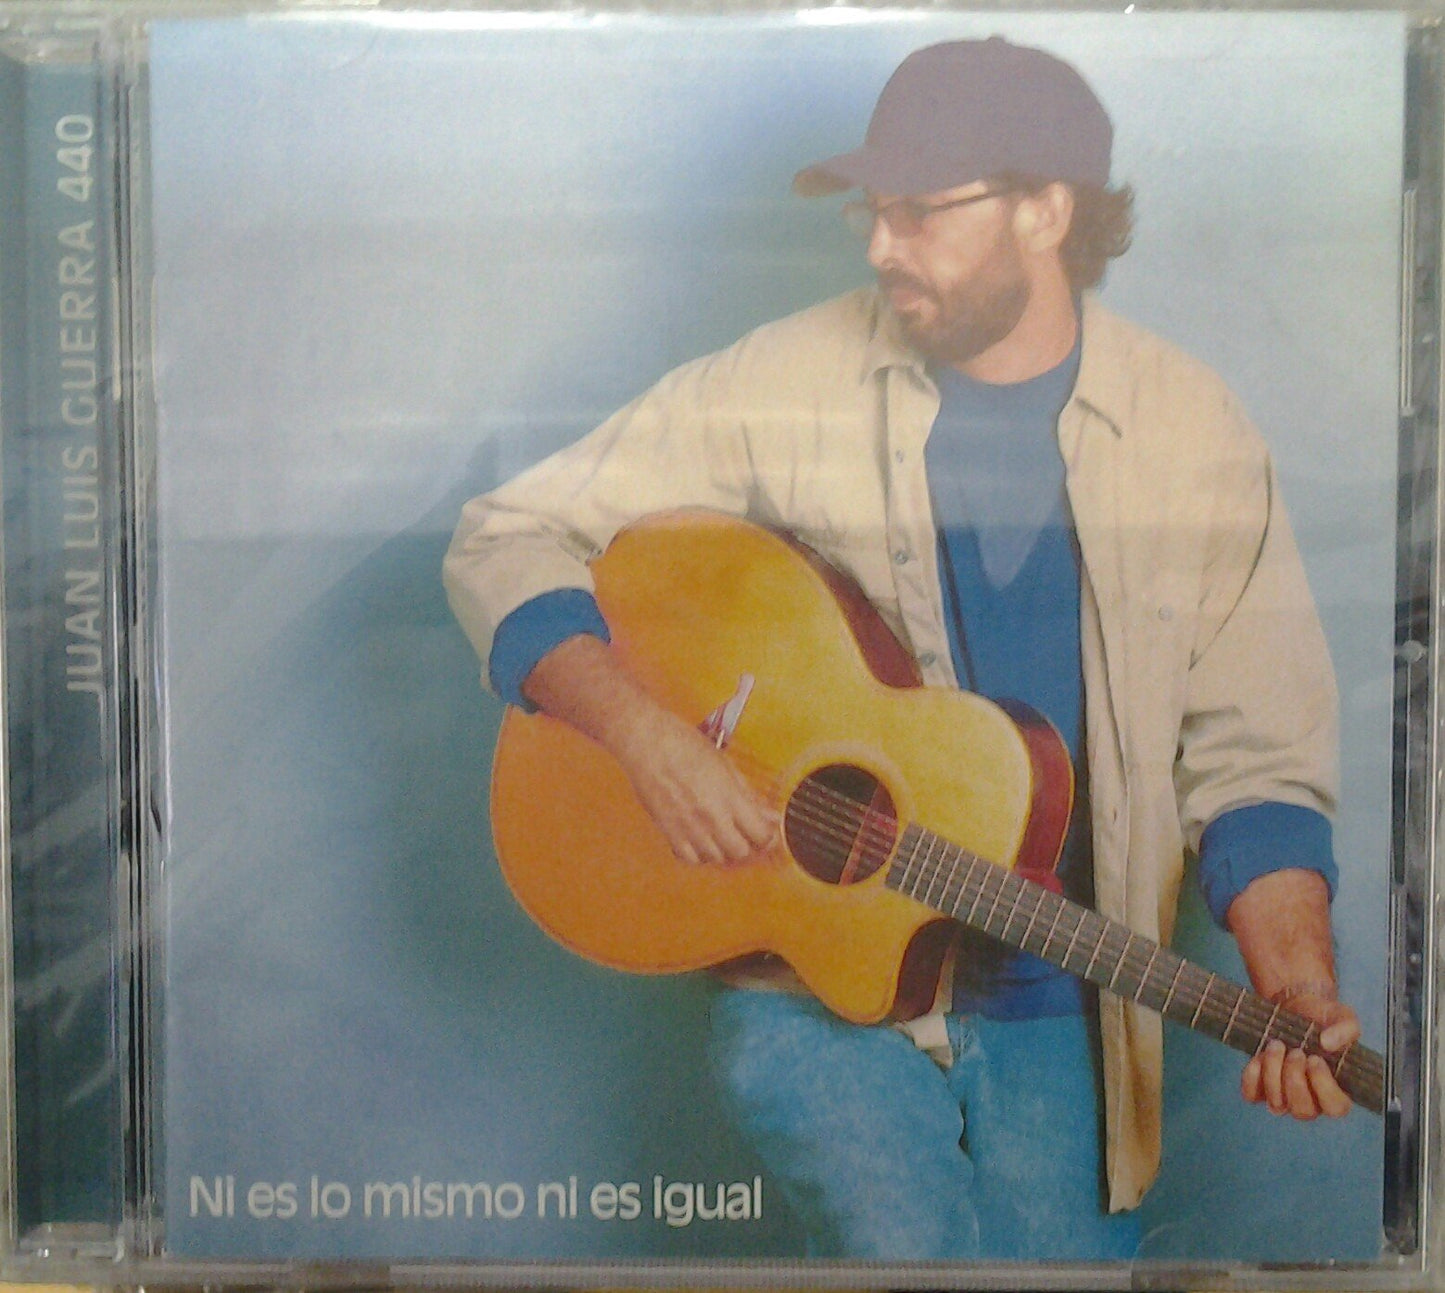 JUAN LUIS GUERRA 440
Ni es lo mismo ni es igual